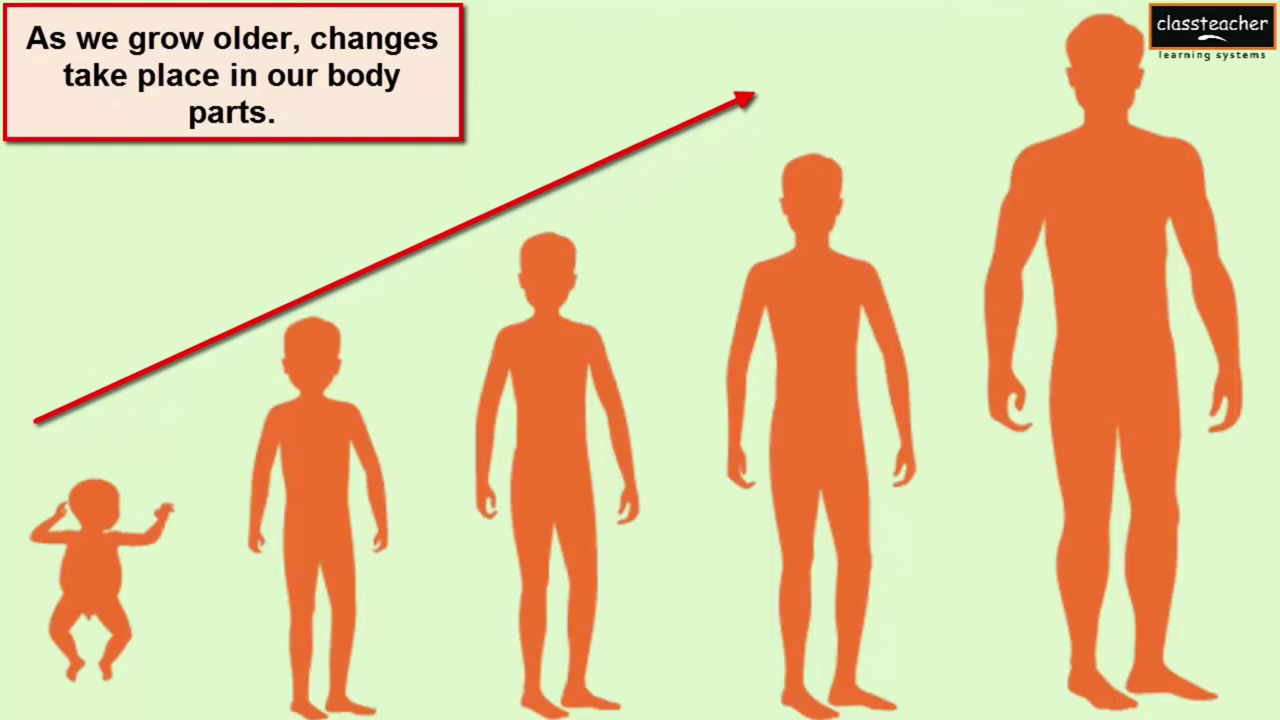 As we grow older, changes
take place in our body
parts.
classteacher
learning systems